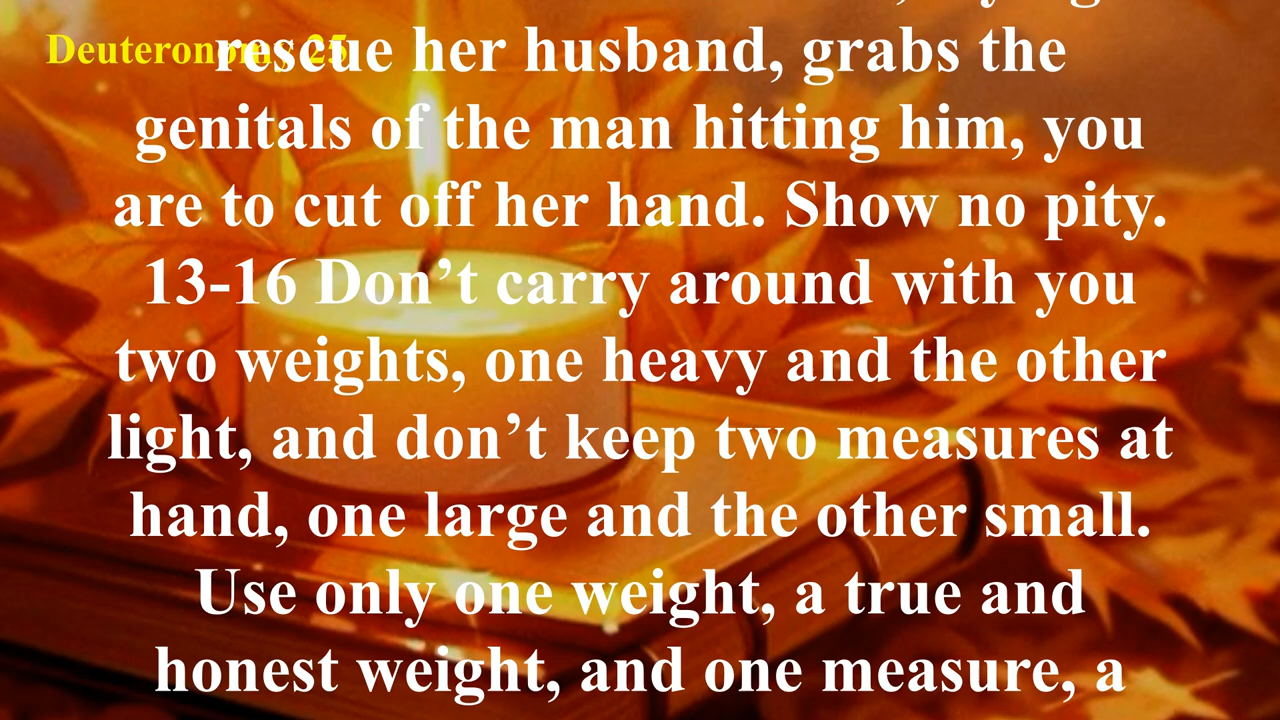 Deuteronomy 25
rescue her husband, grabs the
genitals of the man hitting him, you
are to cut off her hand. Show no pity.
13-16 Don’t carry around with you
two weights, one heavy and the other
light, and don’t keep two measures at
hand, one large and the other small.
Use only one weight, a true and
honest weight, and one measure, a